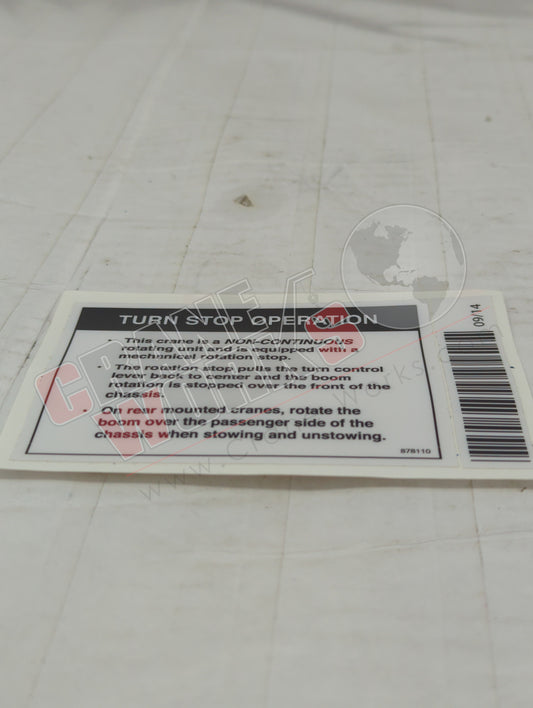 TURN STOP OPERATION
• This crane is a NON-CONTINUOUS
rotating unit and is equipped with a
mechanical rotation stop.
• The rotation stop pulls the turn control
lever back to center and the boom
rotation is stopped over the front of the
chassis.
• On rear mounted cranes, rotate the
boom over the passenger side of the
chassis when stowing and unstowing.
878110
09/14
CRANE
WORKS